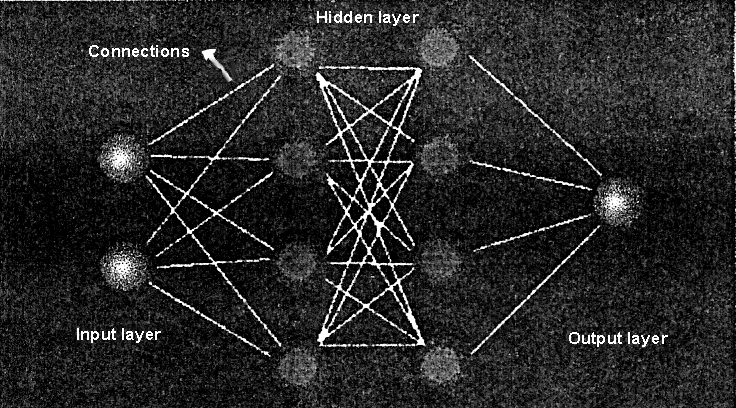 Hidden layer
Connections
Input layer
Output layer